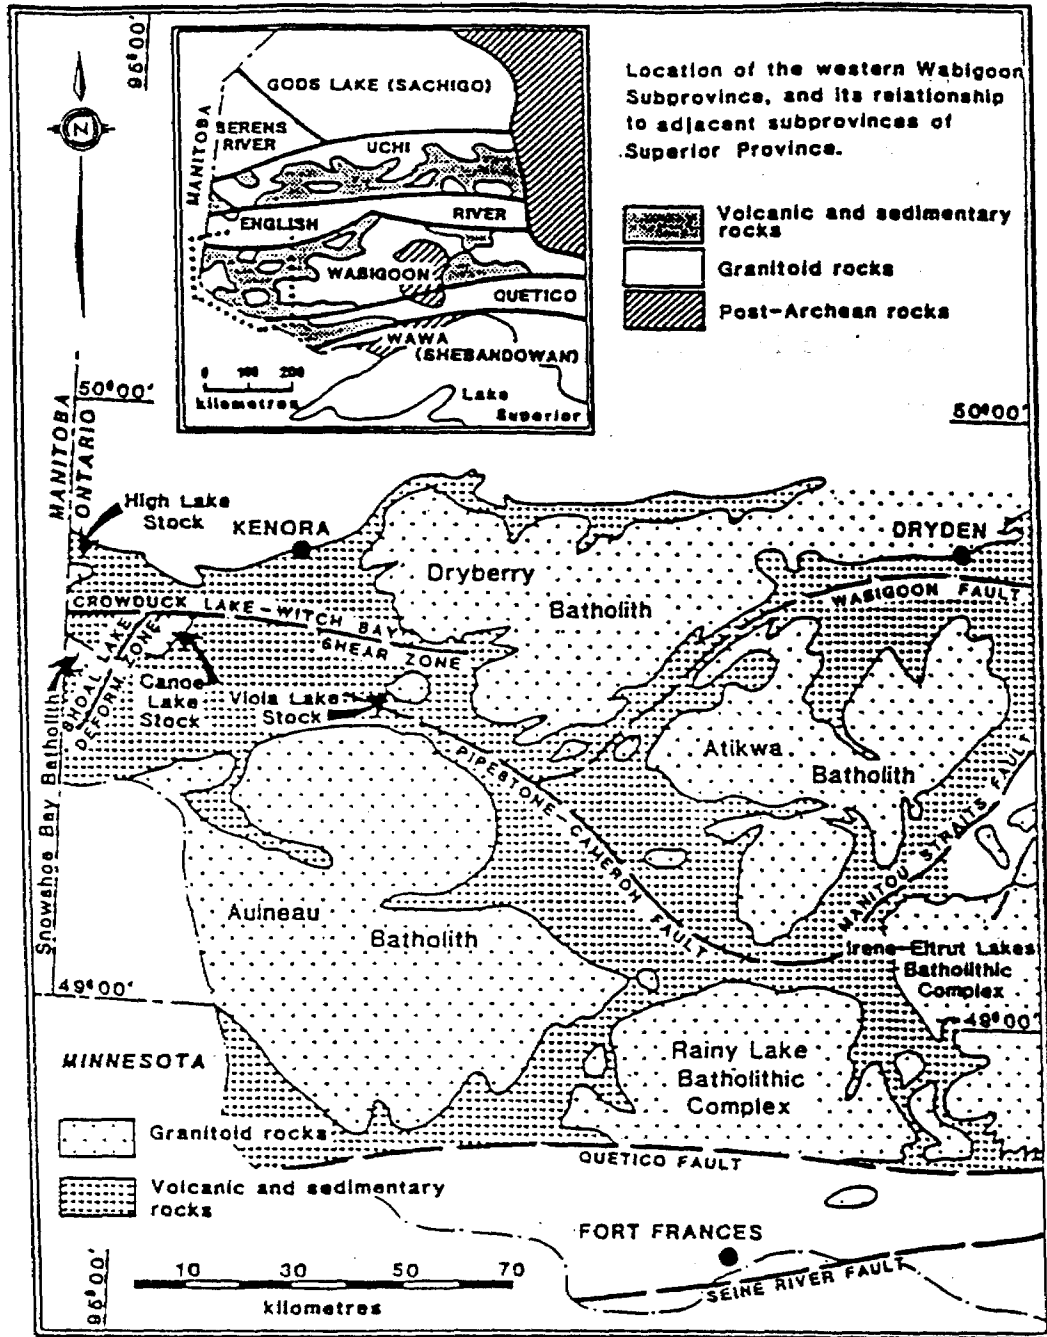 95°00'
N
MANITOBA
GODS LAKE (SACHIGO)
BERENS
RIVER
UCHI
ENGLISH
RIVER
WABIGOON
QUETICO
WAWA
(SHEBANDOWAN)
0 100 200
kilometres
Lake
Superior
Location of the western Wabigoon
Subprovince, and its relationship
to adjacent subprovinces of
Superior Province.
Volcanic and sedimentary
rocks
Granitoid rocks
Post-Archean rocks
50°00'
50°00'
MANITOBA
ONTARIO
High Lake
Stock
KENORA
DRYDEN
Dryberry
Batholith
WABIGOON FAULT
CROWDUCK LAKE-WITCH BAY
SHEAR ZONE
SHOAL LAKE
DEFORM. ZONE
Canoe
Lake
Stock
Viola Lake
Stock
Snowshoe Bay Batholith
Atikwa
Batholith
PIPESTONE-CAMERON FAULT
MANITOU STRAITS FAULT
Aulneau
Batholith
Irene-Eltrut Lakes
Batholithic
Complex
49°00'
49°00'
MINNESOTA
Rainy Lake
Batholithic
Complex
Granitoid rocks
QUETICO FAULT
Volcanic and sedimentary
rocks
FORT FRANCES
SEINE RIVER FAULT
95°00'
10 30 50 70
kilometres